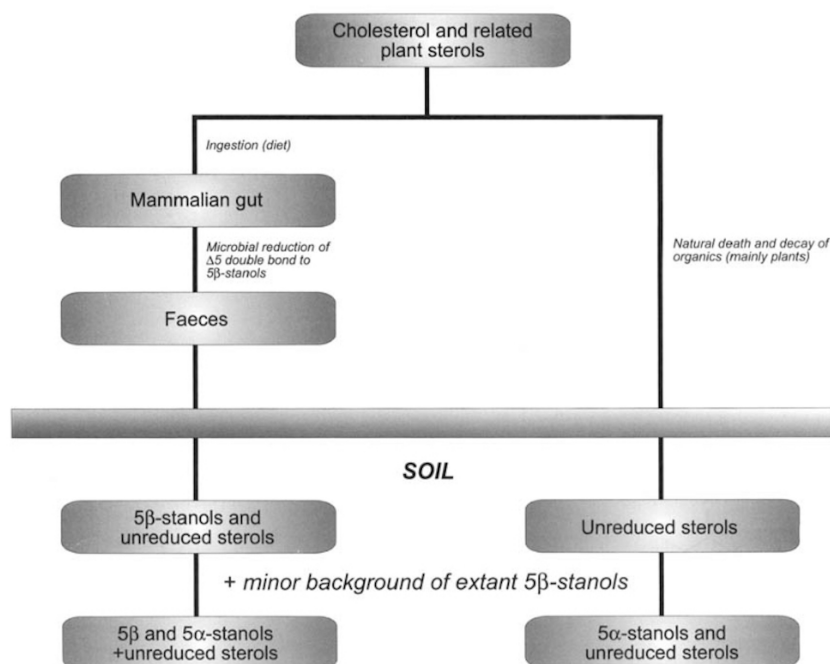 Cholesterol and related
plant sterols
Ingestion (diet)
Mammalian gut
Microbial reduction of
Δ5 double bond to
5β-stanols
Natural death and decay of
organics (mainly plants)
Faeces
SOIL
5β-stanols and
unreduced sterols
Unreduced sterols
+ minor background of extant 5β-stanols
5β and 5α-stanols
+unreduced sterols
5α-stanols and
unreduced sterols